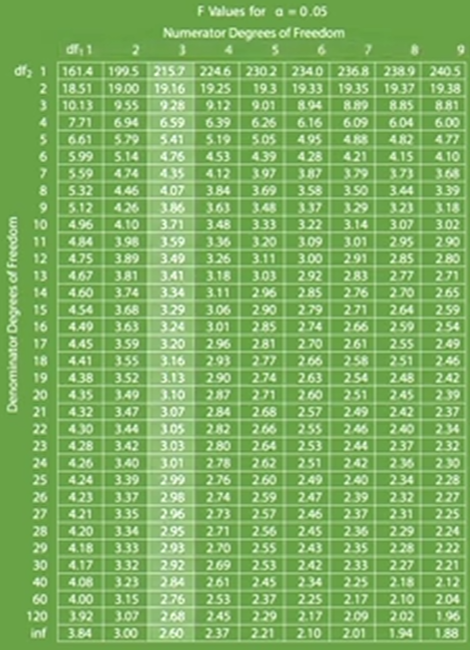 F Values for α = 0.05
Numerator Degrees of Freedom
df₁ 1 2 3 4 5 6 7 8 9
df₂ 1 161.4 199.5 215.7 224.6 230.2 234.0 236.8 238.9 240.5
2 18.51 19.00 19.16 19.25 19.3 19.33 19.35 19.37 19.38
3 10.13 9.55 9.28 9.12 9.01 8.94 8.89 8.85 8.81
4 7.71 6.94 6.59 6.39 6.26 6.16 6.09 6.04 6.00
5 6.61 5.79 5.41 5.19 5.05 4.95 4.88 4.82 4.77
6 5.99 5.14 4.76 4.53 4.39 4.28 4.21 4.15 4.10
7 5.59 4.74 4.35 4.12 3.97 3.87 3.79 3.73 3.68
8 5.32 4.46 4.07 3.84 3.69 3.58 3.50 3.44 3.39
9 5.12 4.26 3.86 3.63 3.48 3.37 3.29 3.23 3.18
10 4.96 4.10 3.71 3.48 3.33 3.22 3.14 3.07 3.02
11 4.84 3.98 3.59 3.36 3.20 3.09 3.01 2.95 2.90
12 4.75 3.89 3.49 3.26 3.11 3.00 2.91 2.85 2.80
13 4.67 3.81 3.41 3.18 3.03 2.92 2.83 2.77 2.71
14 4.60 3.74 3.34 3.11 2.96 2.85 2.76 2.70 2.65
15 4.54 3.68 3.29 3.06 2.90 2.79 2.71 2.64 2.59
16 4.49 3.63 3.24 3.01 2.85 2.74 2.66 2.59 2.54
17 4.45 3.59 3.20 2.96 2.81 2.70 2.61 2.55 2.49
18 4.41 3.55 3.16 2.93 2.77 2.66 2.58 2.51 2.46
19 4.38 3.52 3.13 2.90 2.74 2.63 2.54 2.48 2.42
20 4.35 3.49 3.10 2.87 2.71 2.60 2.51 2.45 2.39
21 4.32 3.47 3.07 2.84 2.68 2.57 2.49 2.42 2.37
22 4.30 3.44 3.05 2.82 2.66 2.55 2.46 2.40 2.34
23 4.28 3.42 3.03 2.80 2.64 2.53 2.44 2.37 2.32
24 4.26 3.40 3.01 2.78 2.62 2.51 2.42 2.36 2.30
25 4.24 3.39 2.99 2.76 2.60 2.49 2.40 2.34 2.28
26 4.23 3.37 2.98 2.74 2.59 2.47 2.39 2.32 2.27
27 4.21 3.35 2.96 2.73 2.57 2.46 2.37 2.31 2.25
28 4.20 3.34 2.95 2.71 2.56 2.45 2.36 2.29 2.24
29 4.18 3.33 2.93 2.70 2.55 2.43 2.35 2.28 2.22
30 4.17 3.32 2.92 2.69 2.53 2.42 2.33 2.27 2.21
40 4.08 3.23 2.84 2.61 2.45 2.34 2.25 2.18 2.12
60 4.00 3.15 2.76 2.53 2.37 2.25 2.17 2.10 2.04
120 3.92 3.07 2.68 2.45 2.29 2.17 2.09 2.02 1.96
inf 3.84 3.00 2.60 2.37 2.21 2.10 2.01 1.94 1.88
Denominator Degrees of Freedom